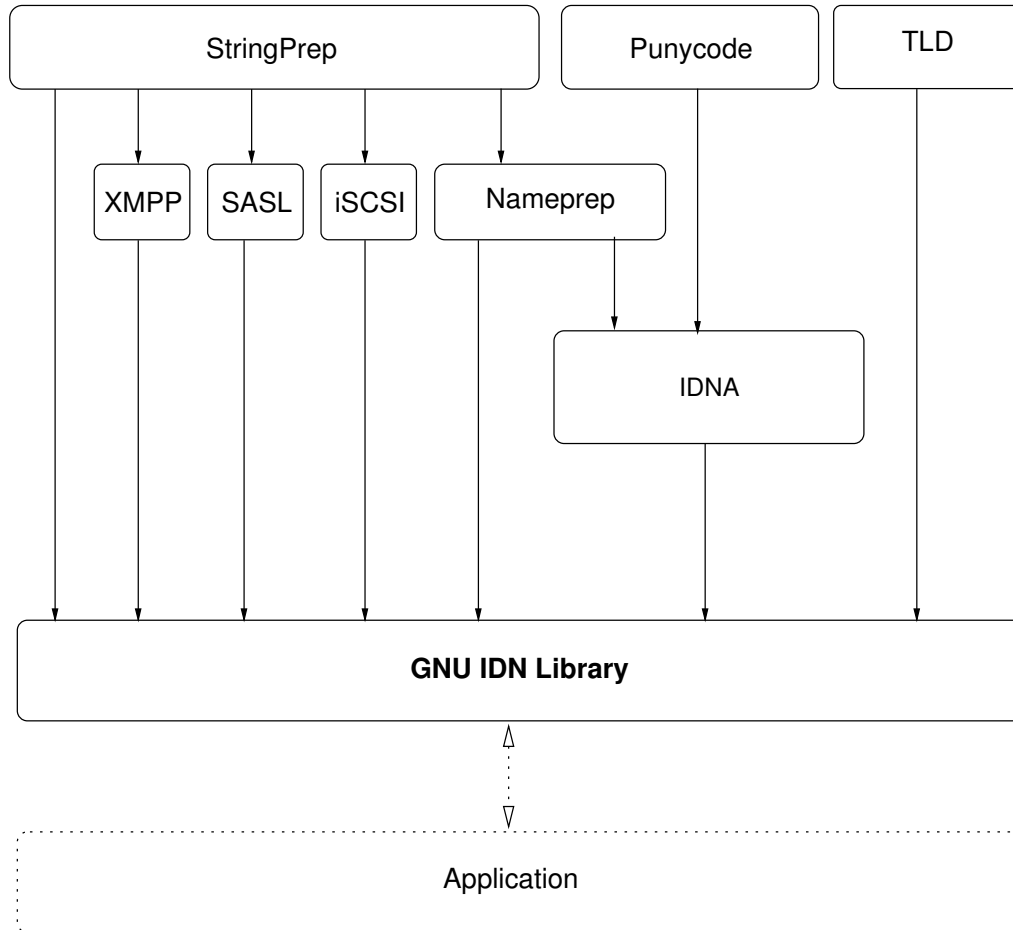 StringPrep
Punycode
TLD
XMPP
SASL
iSCSI
Nameprep
IDNA
GNU IDN Library
Application